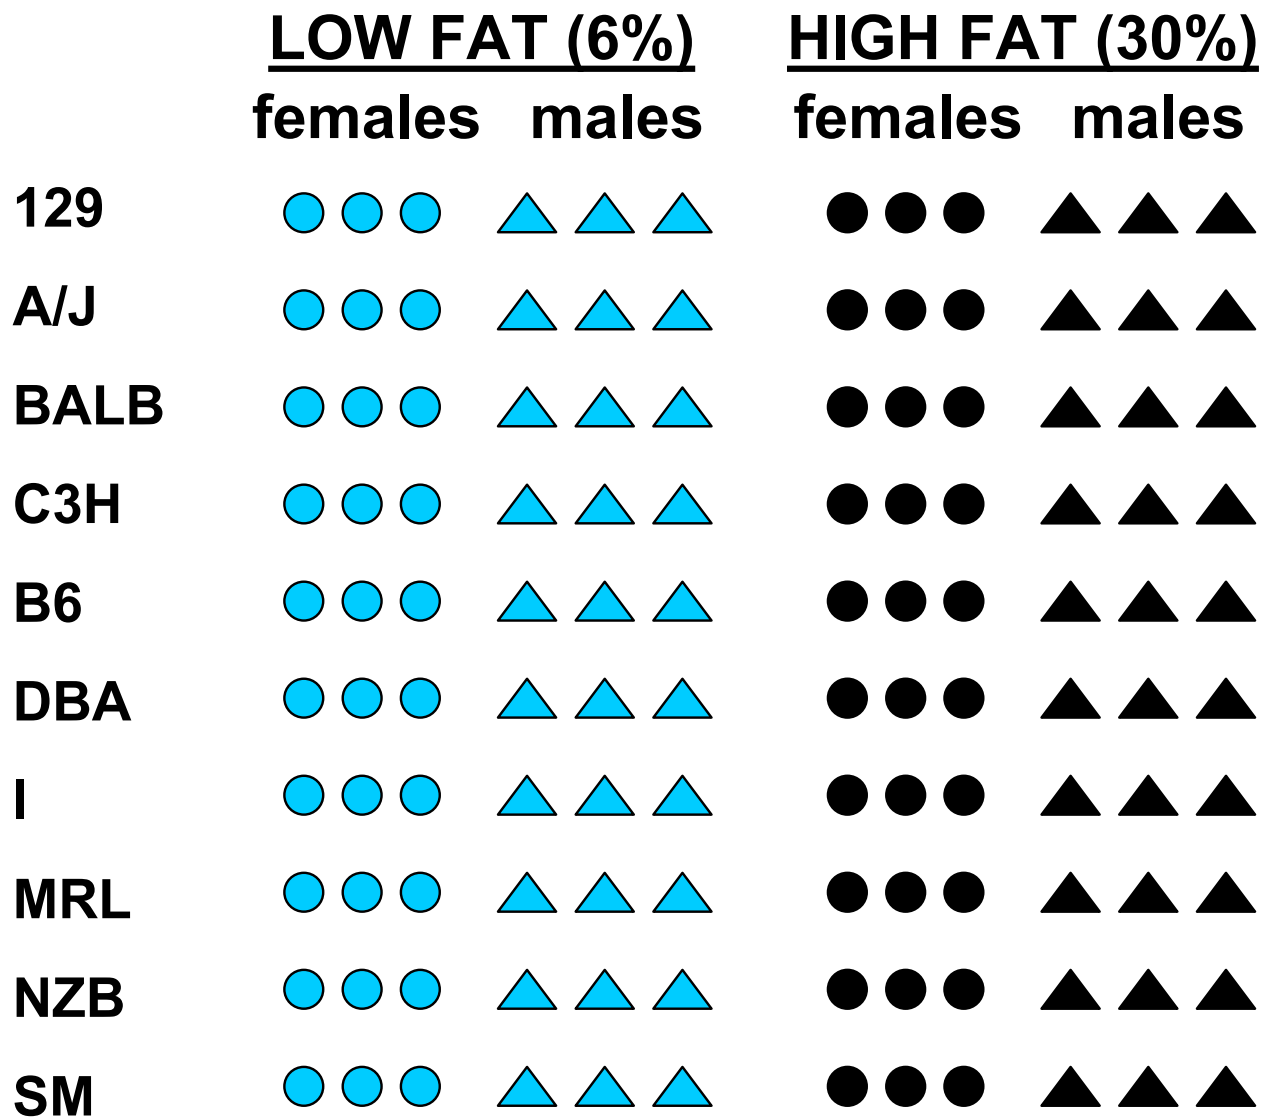 LOW FAT (6%) HIGH FAT (30%)
females males females males
129
A/J
BALB
C3H
B6
DBA
I
MRL
NZB
SM